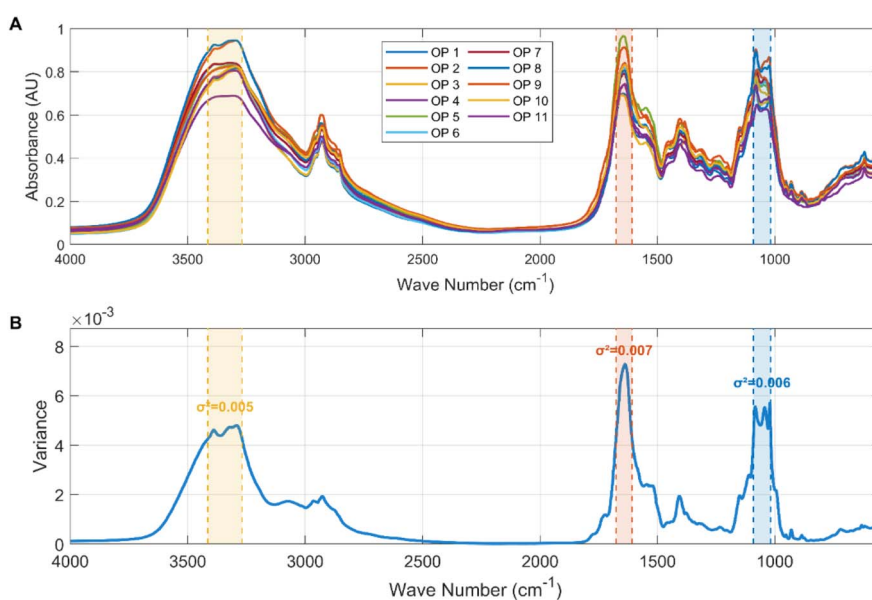 A
Absorbance (AU)
1
0.8
0.6
0.4
0.2
0
OP 1 OP 7
OP 2 OP 8
OP 3 OP 9
OP 4 OP 10
OP 5 OP 11
OP 6
4000 3500 3000 2500 2000 1500 1000
Wave Number (cm⁻¹)
B
×10⁻³
Variance
8
6
4
2
0
σ²=0.005
σ²=0.007
σ²=0.006
4000 3500 3000 2500 2000 1500 1000
Wave Number (cm⁻¹)